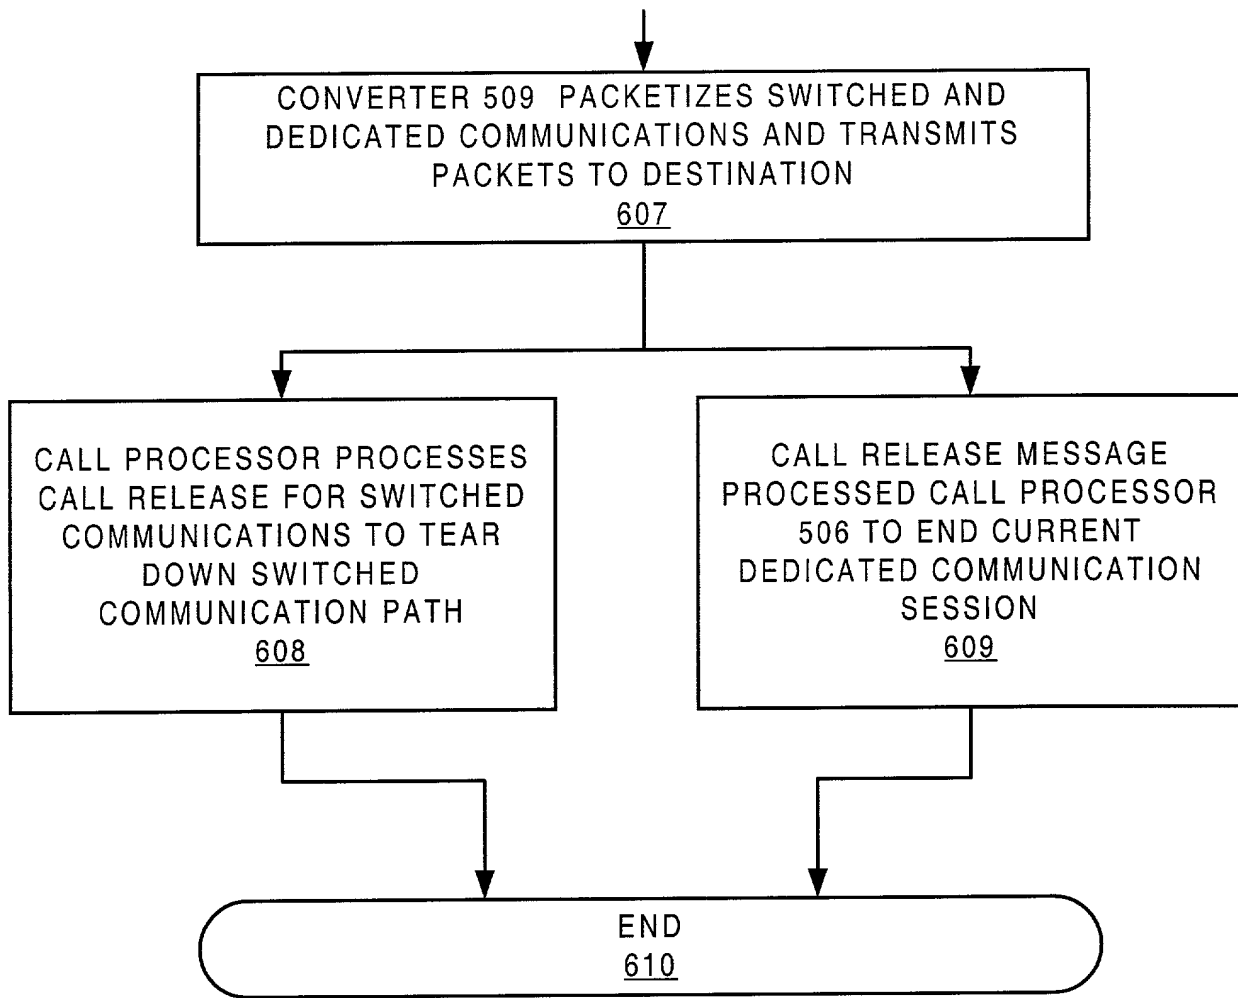 CONVERTER 509 PACKETIZES SWITCHED AND
DEDICATED COMMUNICATIONS AND TRANSMITS
PACKETS TO DESTINATION
607
CALL PROCESSOR PROCESSES
CALL RELEASE FOR SWITCHED
COMMUNICATIONS TO TEAR
DOWN SWITCHED
COMMUNICATION PATH
608
CALL RELEASE MESSAGE
PROCESSED CALL PROCESSOR
506 TO END CURRENT
DEDICATED COMMUNICATION
SESSION
609
END
610